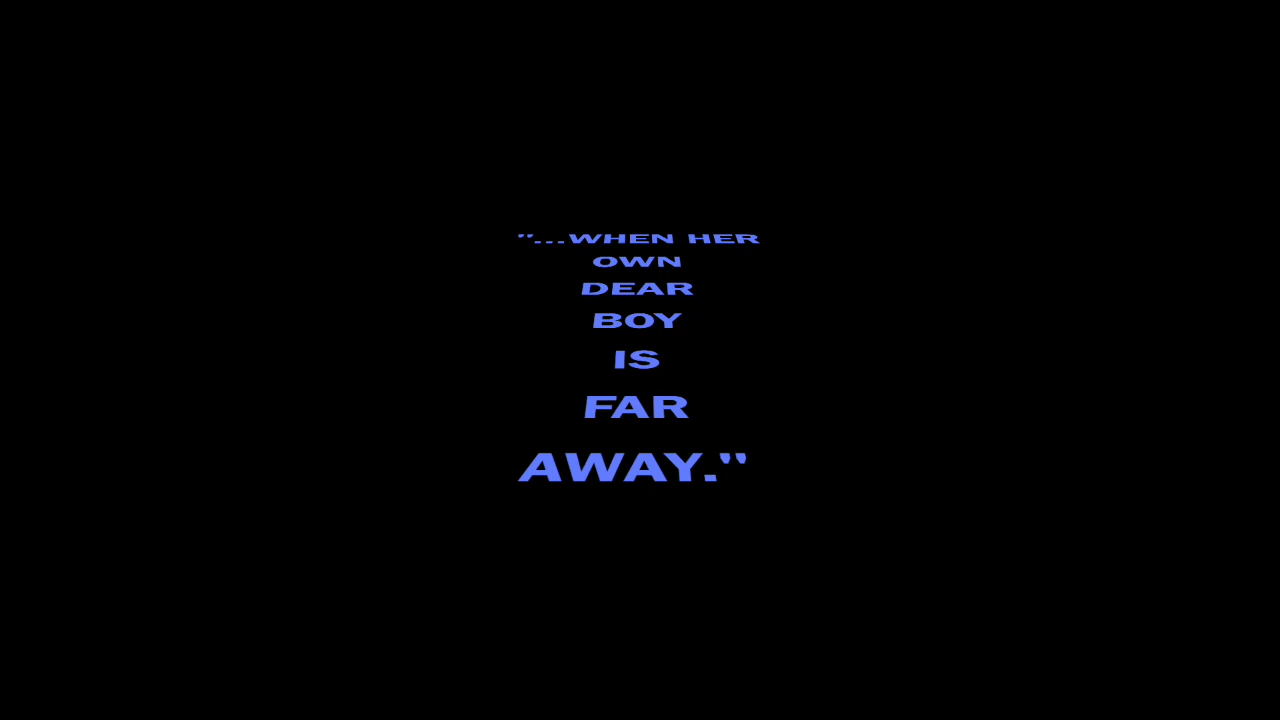 "...WHEN HER
OWN
DEAR
BOY
IS
FAR
AWAY."